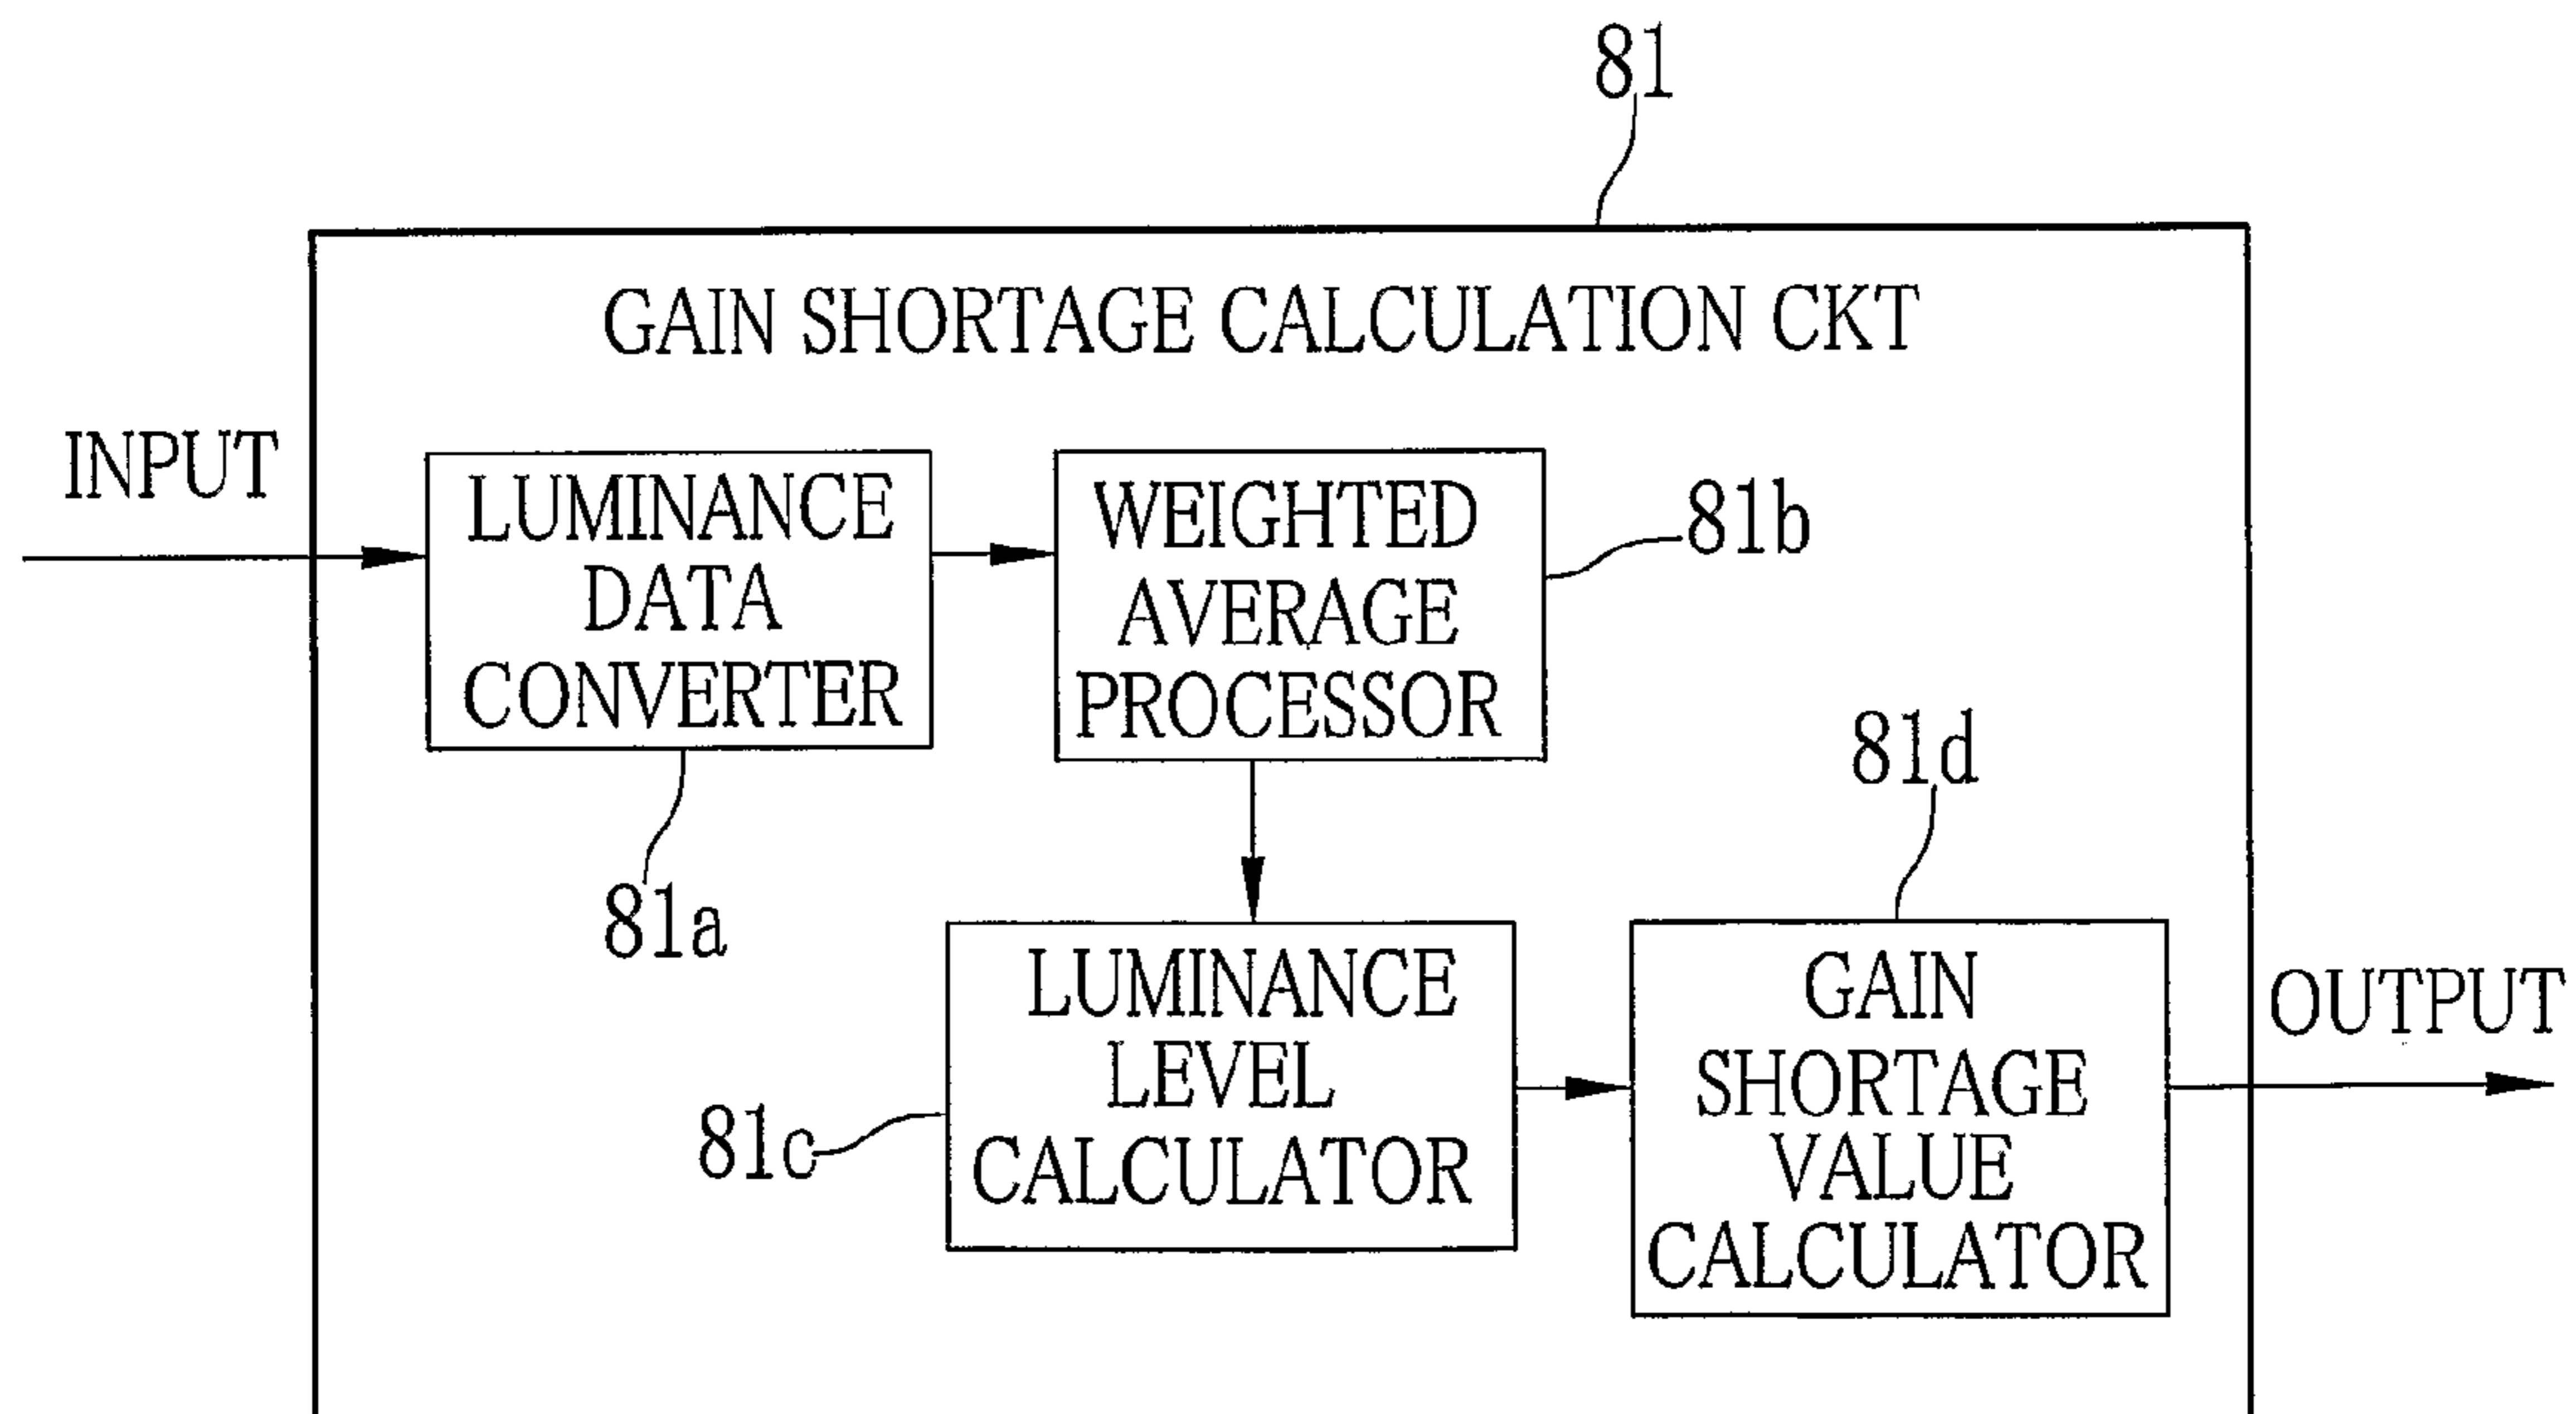 81
GAIN SHORTAGE CALCULATION CKT
INPUT
LUMINANCE
DATA
CONVERTER
81a
WEIGHTED
AVERAGE
PROCESSOR
81b
LUMINANCE
LEVEL
CALCULATOR
81c
81d
GAIN
SHORTAGE
VALUE
CALCULATOR
OUTPUT